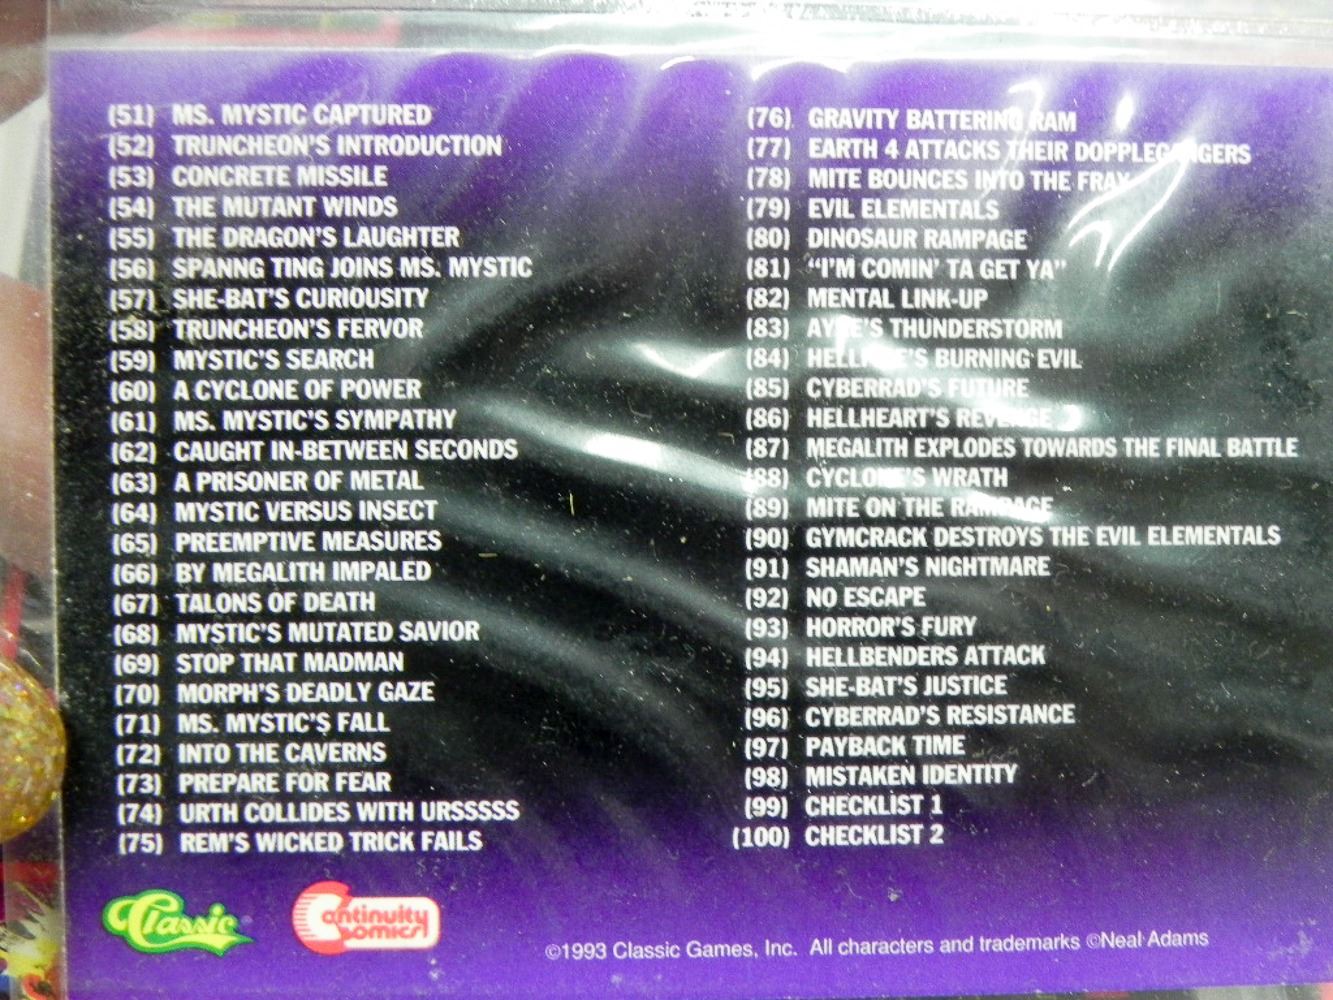 (51) MS. MYSTIC CAPTURED
(52) TRUNCHEON'S INTRODUCTION
(53) CONCRETE MISSILE
(54) THE MUTANT WINDS
(55) THE DRAGON'S LAUGHTER
(56) SPANNG TING JOINS MS. MYSTIC
(57) SHE-BAT'S CURIOUSITY
(58) TRUNCHEON'S FERVOR
(59) MYSTIC'S SEARCH
(60) A CYCLONE OF POWER
(61) MS. MYSTIC'S SYMPATHY
(62) CAUGHT IN-BETWEEN SECONDS
(63) A PRISONER OF METAL
(64) MYSTIC VERSUS INSECT
(65) PREEMPTIVE MEASURES
(66) BY MEGALITH IMPALED
(67) TALONS OF DEATH
(68) MYSTIC'S MUTATED SAVIOR
(69) STOP THAT MADMAN
(70) MORPH'S DEADLY GAZE
(71) MS. MYSTIC'S FALL
(72) INTO THE CAVERNS
(73) PREPARE FOR FEAR
(74) URTH COLLIDES WITH URSSSSS
(75) REM'S WICKED TRICK FAILS
(76) GRAVITY BATTERING RAM
(77) EARTH 4 ATTACKS THEIR
(78) MITE BOUNCES INTO THE FRAY
(79) EVIL ELEMENTALS
(80) DINOSAUR RAMPAGE
(81) "I'M COMIN' TA GET YA"
(82) MENTAL LINK-UP
(83) THUNDERSTORM
(84) BURNING EVIL
(85) CYBERRAD'S FUTURE
(86) HELLHEART'S REVENGE
(87) MEGALITH EXPLODES TOWARDS THE FINAL BATTLE
(88) CYCLONE'S WRATH
(89) MITE ON THE RAMPAGE
(90) GYMCRACK DESTROYS THE EVIL ELEMENTALS
(91) SHAMAN'S NIGHTMARE
(92) NO ESCAPE
(93) HORROR'S FURY
(94) HELLBENDERS ATTACK
(95) SHE-BAT'S JUSTICE
(96) CYBERRAD'S RESISTANCE
(97) PAYBACK TIME
(98) MISTAKEN IDENTITY
(99) CHECKLIST 1
(100) CHECKLIST 2
Classic
Continuity
Comics
©1993 Classic Games, Inc. All characters and trademarks ©Neal Adams